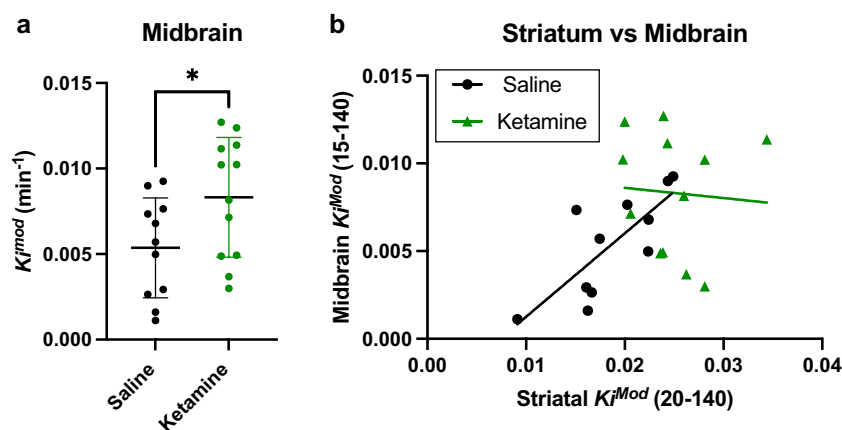 a
Midbrain
*
0.015
0.010
0.005
0.000
Ki^mod (min^-1)
Saline
Ketamine
b
Striatum vs Midbrain
Saline
Ketamine
0.015
0.010
0.005
0.000
Midbrain Ki^Mod (15-140)
0.00 0.01 0.02 0.03 0.04
Striatal Ki^Mod (20-140)